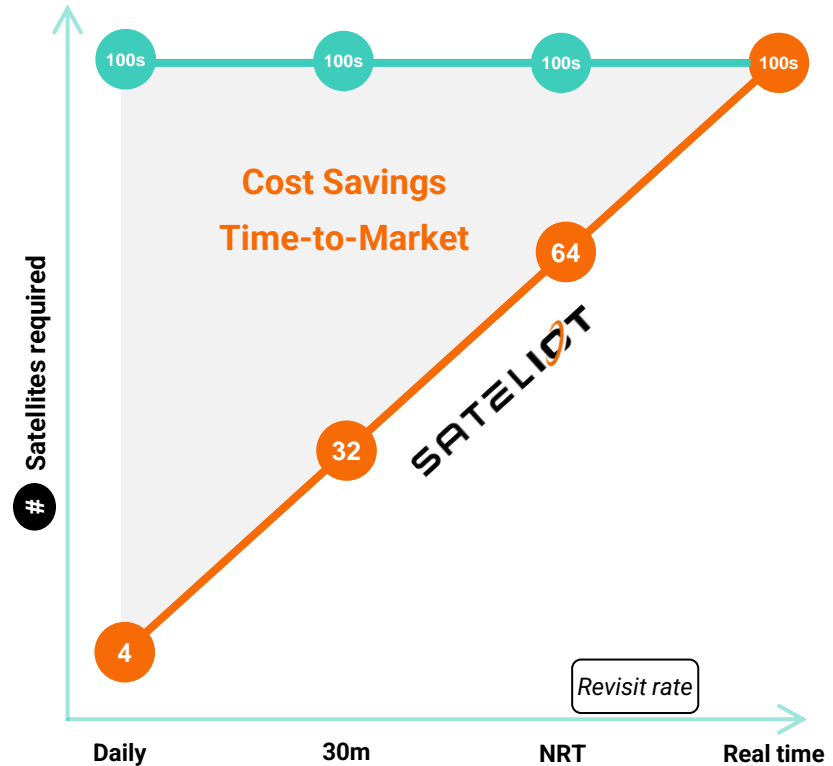 100s
100s
100s
100s
Cost Savings
Time-to-Market
64
SATELIOT
32
4
# Satellites required
Revisit rate
Daily
30m
NRT
Real time